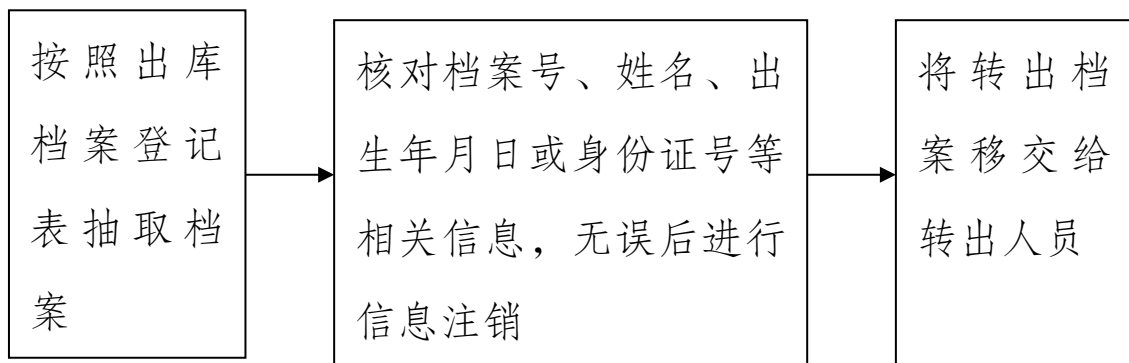 按照出库
档案登记
表抽取档
案
核对档案号、姓名、出
生年月日或身份证号等
相关信息，无误后进行
信息注销
将转出档
案移交给
转出人员